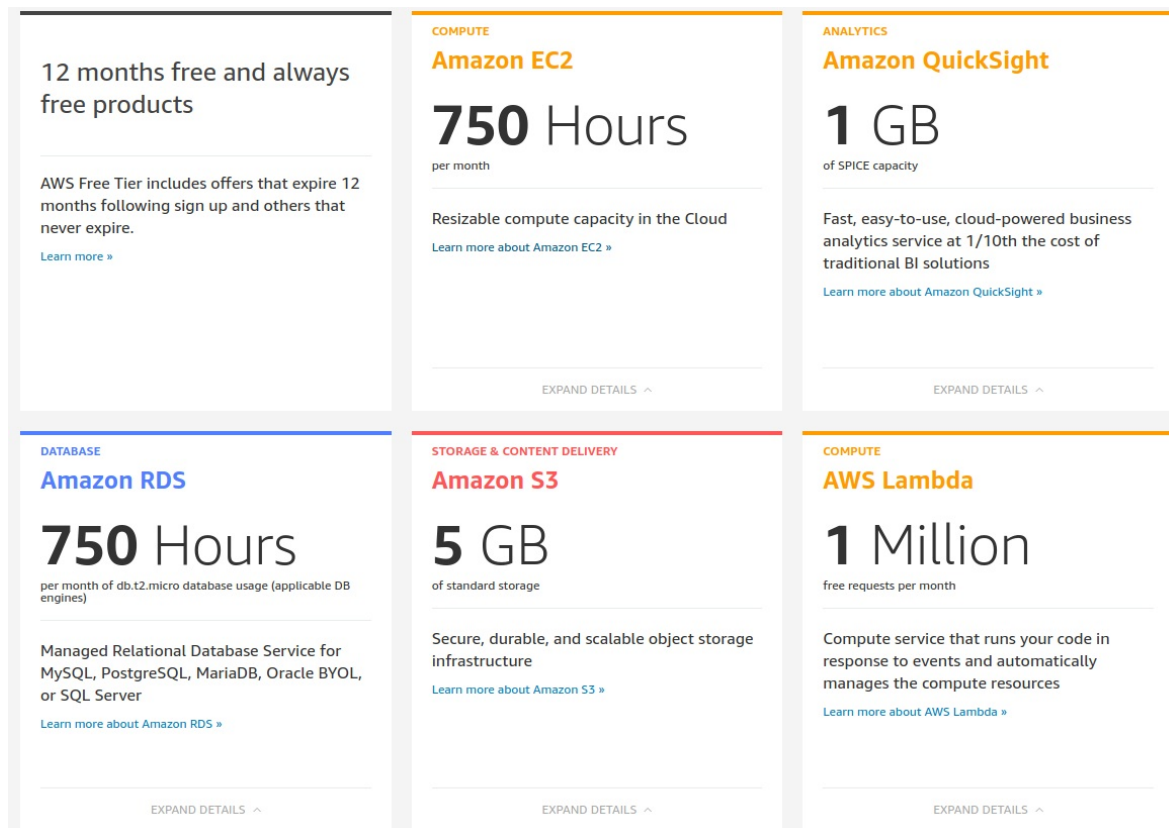 12 months free and always
free products
AWS Free Tier includes offers that expire 12
months following sign up and others that
never expire.
Learn more »
COMPUTE
Amazon EC2
750 Hours
per month
Resizable compute capacity in the Cloud
Learn more about Amazon EC2 »
EXPAND DETAILS
ANALYTICS
Amazon QuickSight
1 GB
of SPICE capacity
Fast, easy-to-use, cloud-powered business
analytics service at 1/10th the cost of
traditional BI solutions
Learn more about Amazon QuickSight »
EXPAND DETAILS
DATABASE
Amazon RDS
750 Hours
per month of db.t2.micro database usage (applicable DB
engines)
Managed Relational Database Service for
MySQL, PostgreSQL, MariaDB, Oracle BYOL,
or SQL Server
Learn more about Amazon RDS »
EXPAND DETAILS
STORAGE & CONTENT DELIVERY
Amazon S3
5 GB
of standard storage
Secure, durable, and scalable object storage
infrastructure
Learn more about Amazon S3 »
EXPAND DETAILS
COMPUTE
AWS Lambda
1 Million
free requests per month
Compute service that runs your code in
response to events and automatically
manages the compute resources
Learn more about AWS Lambda »
EXPAND DETAILS